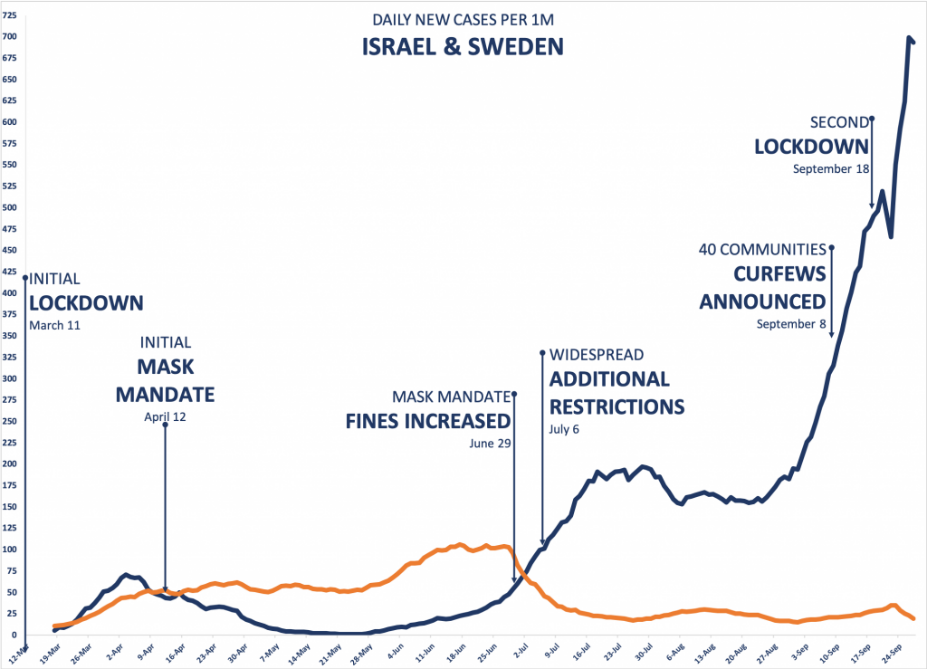 DAILY NEW CASES PER 1M
ISRAEL & SWEDEN
725
700
675
650
625
600
575
550
525
500
475
450
425
400
375
350
325
300
275
250
225
200
175
150
125
100
75
50
25
0
INITIAL
LOCKDOWN
March 11
INITIAL
MASK
MANDATE
April 12
MASK MANDATE
FINES INCREASED
June 29
WIDESPREAD
ADDITIONAL
RESTRICTIONS
July 6
40 COMMUNITIES
CURFEWS
ANNOUNCED
September 8
SECOND
LOCKDOWN
September 18
12-Mar
19-Mar
26-Mar
2-Apr
9-Apr
16-Apr
23-Apr
30-Apr
7-May
14-May
21-May
28-May
4-Jun
11-Jun
18-Jun
25-Jun
2-Jul
9-Jul
16-Jul
23-Jul
30-Jul
6-Aug
13-Aug
20-Aug
27-Aug
3-Sep
10-Sep
17-Sep
24-Sep